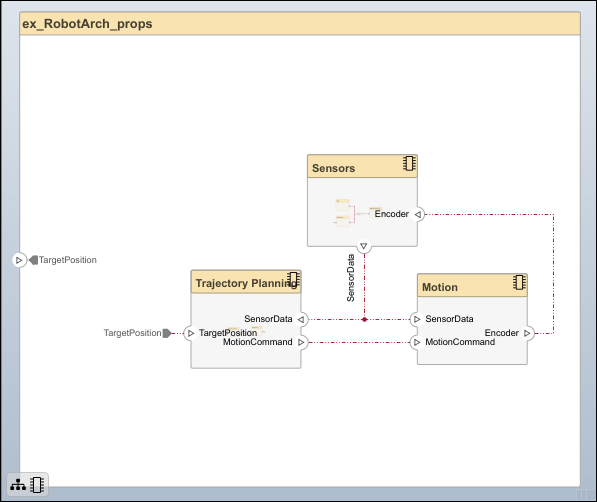 ex_RobotArch_props
Sensors
Encoder
SensorData
TargetPosition
Trajectory Planning
SensorData
TargetPosition
TargetPosition
MotionCommand
Motion
SensorData
Encoder
MotionCommand